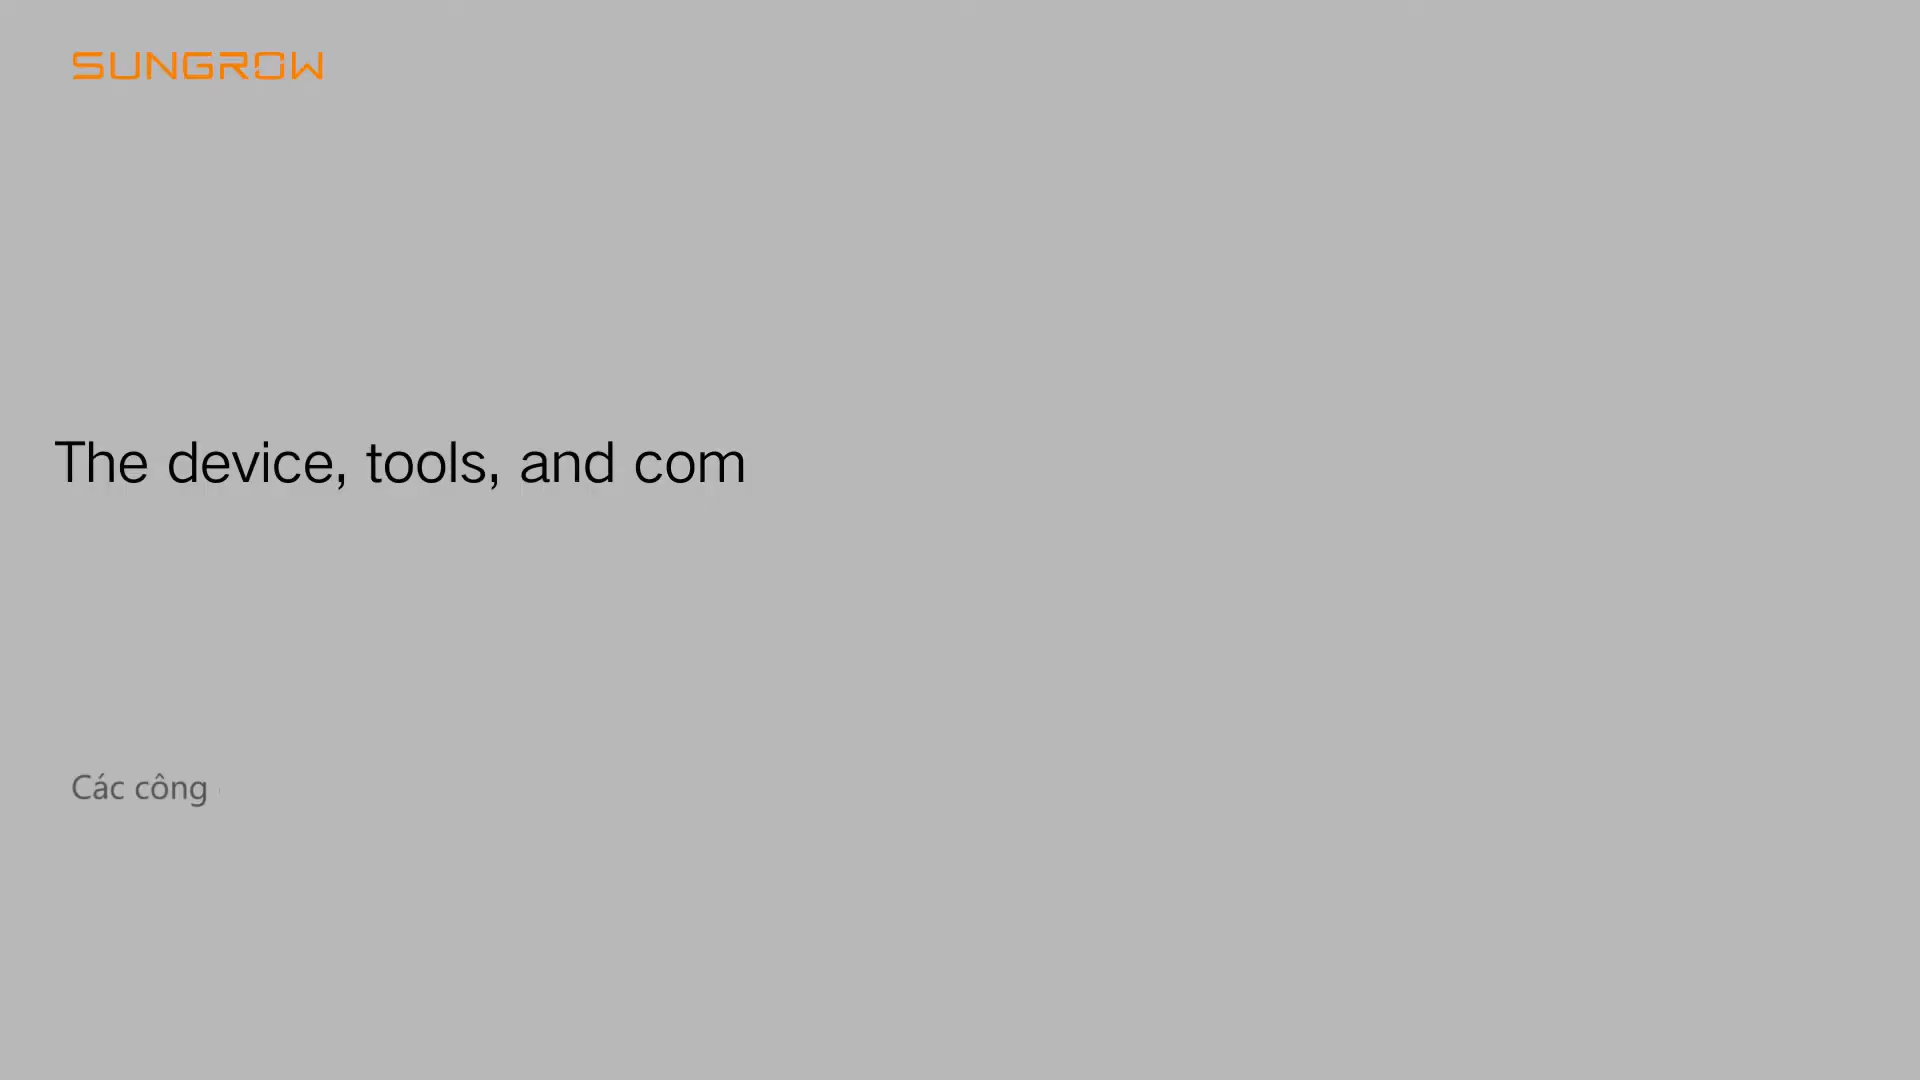 SUNGROW
The device, tools, and com
Các công